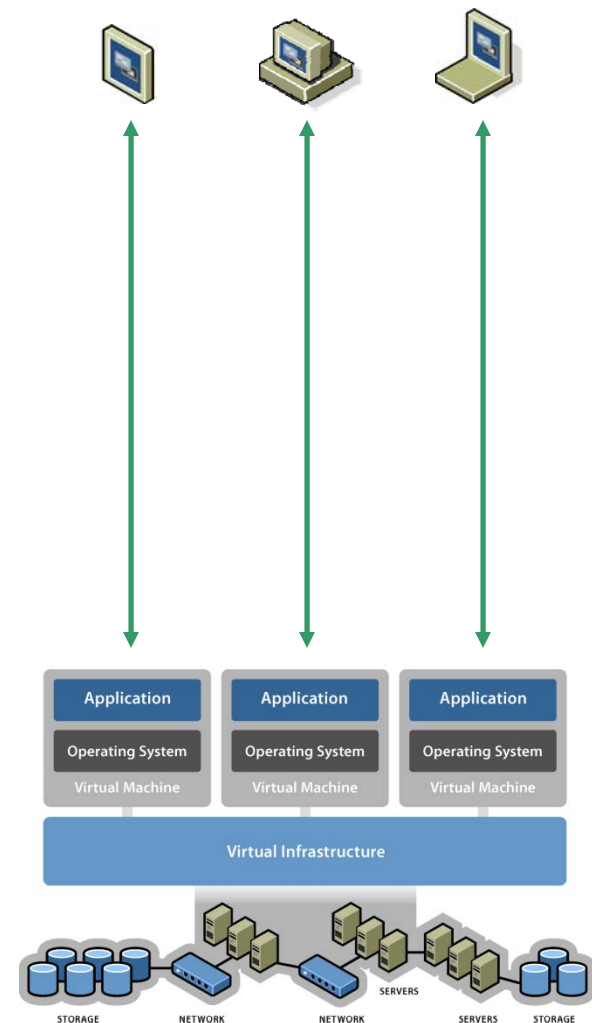 Application
Application
Application
Operating System
Operating System
Operating System
Virtual Machine
Virtual Machine
Virtual Machine
Virtual Infrastructure
SERVERS
STORAGE
NETWORK
NETWORK
SERVERS
STORAGE